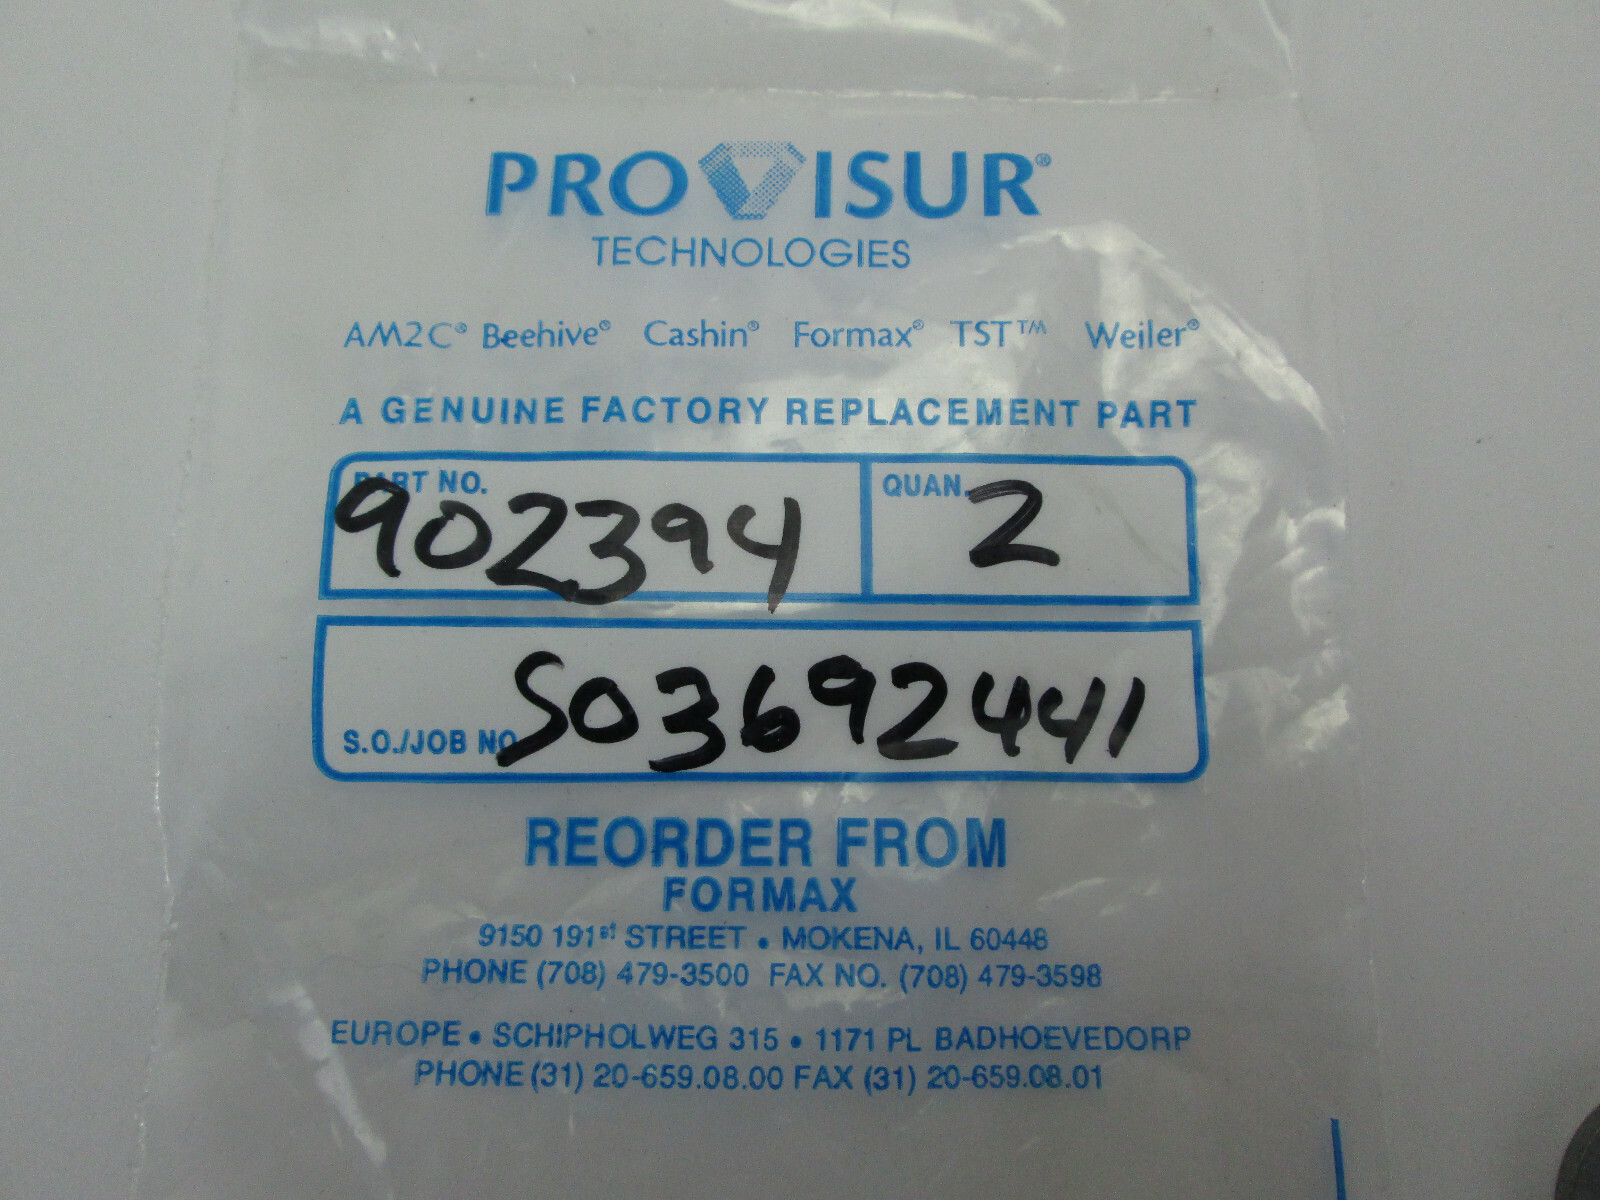 PROVISUR®
TECHNOLOGIES
AM2C® Beehive® Cashin® Formax® TST™ Weiler®
A GENUINE FACTORY REPLACEMENT PART
PART NO. QUAN.
902394 2
S.O./JOB NO. S03692441
REORDER FROM
FORMAX
9150 191st STREET • MOKENA, IL 60448
PHONE (708) 479-3500 FAX NO. (708) 479-3598
EUROPE • SCHIPHOLWEG 315 • 1171 PL BADHOEVEDORP
PHONE (31) 20-659.08.00 FAX (31) 20-659.08.01